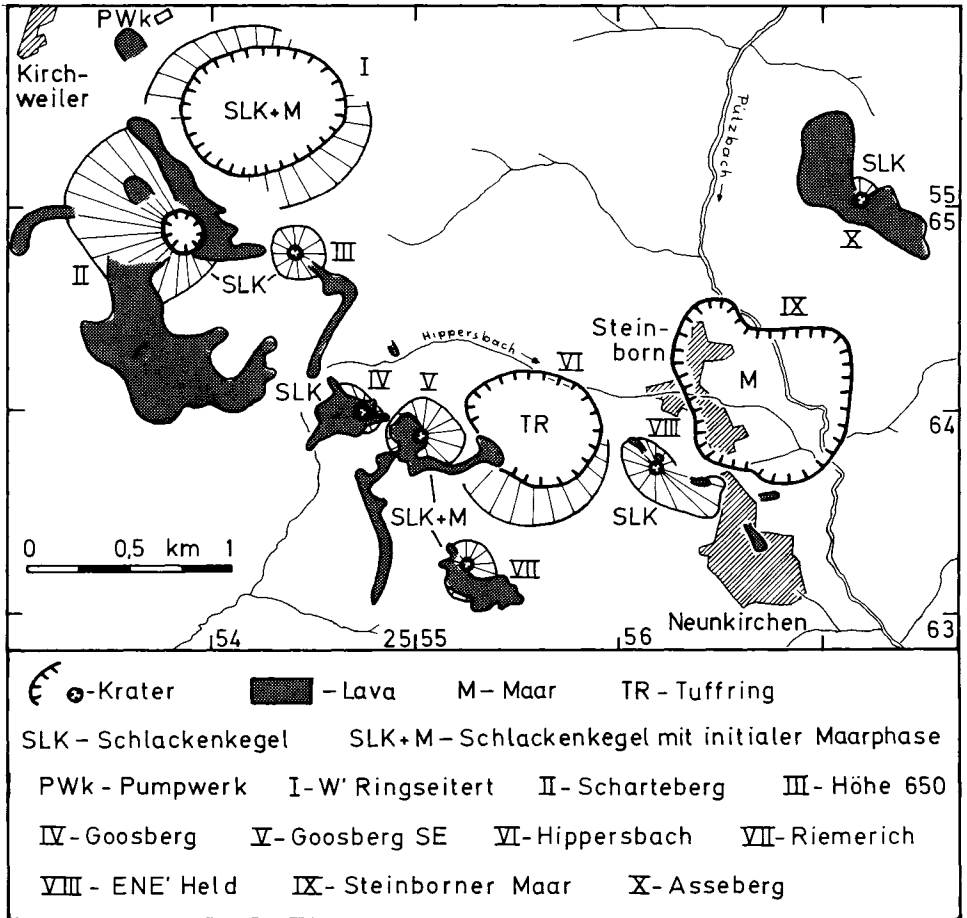 PWk
Kirch-
weiler
I
SLK+M
Pützbach
SLK
55
65
X
II
SLK
III
Hippersbach
Stein-
born
IX
SLK
IV
V
VI
M
TR
VIII
64
SLK+M
SLK
0 0,5 km 1
VII
Neunkirchen
54
25 55
56
63
-Krater
-Lava
M-Maar
TR-Tuffring
SLK-Schlackenkegel
SLK+M-Schlackenkegel mit initialer Maarphase
PWk-Pumpwerk
I-W' Ringseitert
II-Scharteberg
III-Höhe 650
IV-Goosberg
V-Goosberg SE
VI-Hippersbach
VII-Riemerich
VIII-ENE' Held
IX-Steinborner Maar
X-Asseberg